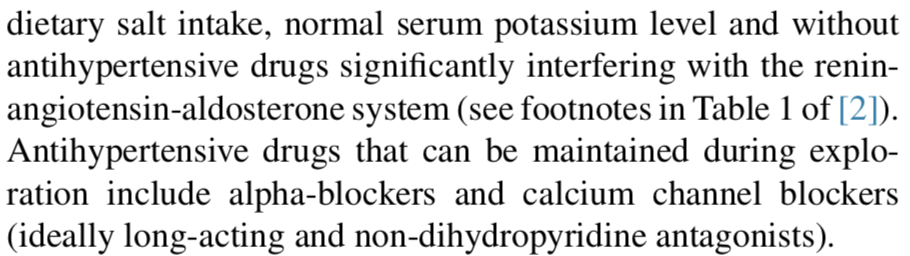 dietary salt intake, normal serum potassium level and without
antihypertensive drugs significantly interfering with the renin-
angiotensin-aldosterone system (see footnotes in Table 1 of [2]).
Antihypertensive drugs that can be maintained during explo-
ration include alpha-blockers and calcium channel blockers
(ideally long-acting and non-dihydropyridine antagonists).